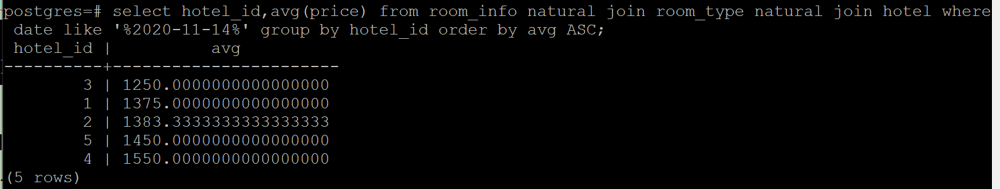 postgres=# select hotel_id,avg(price) from room_info natural join room_type natural join hotel where
date like '%2020-11-14%' group by hotel_id order by avg ASC;
hotel_id | avg
----------+-----------------------
3 | 1250.0000000000000000
1 | 1375.0000000000000000
2 | 1383.3333333333333333
5 | 1450.0000000000000000
4 | 1550.0000000000000000
(5 rows)